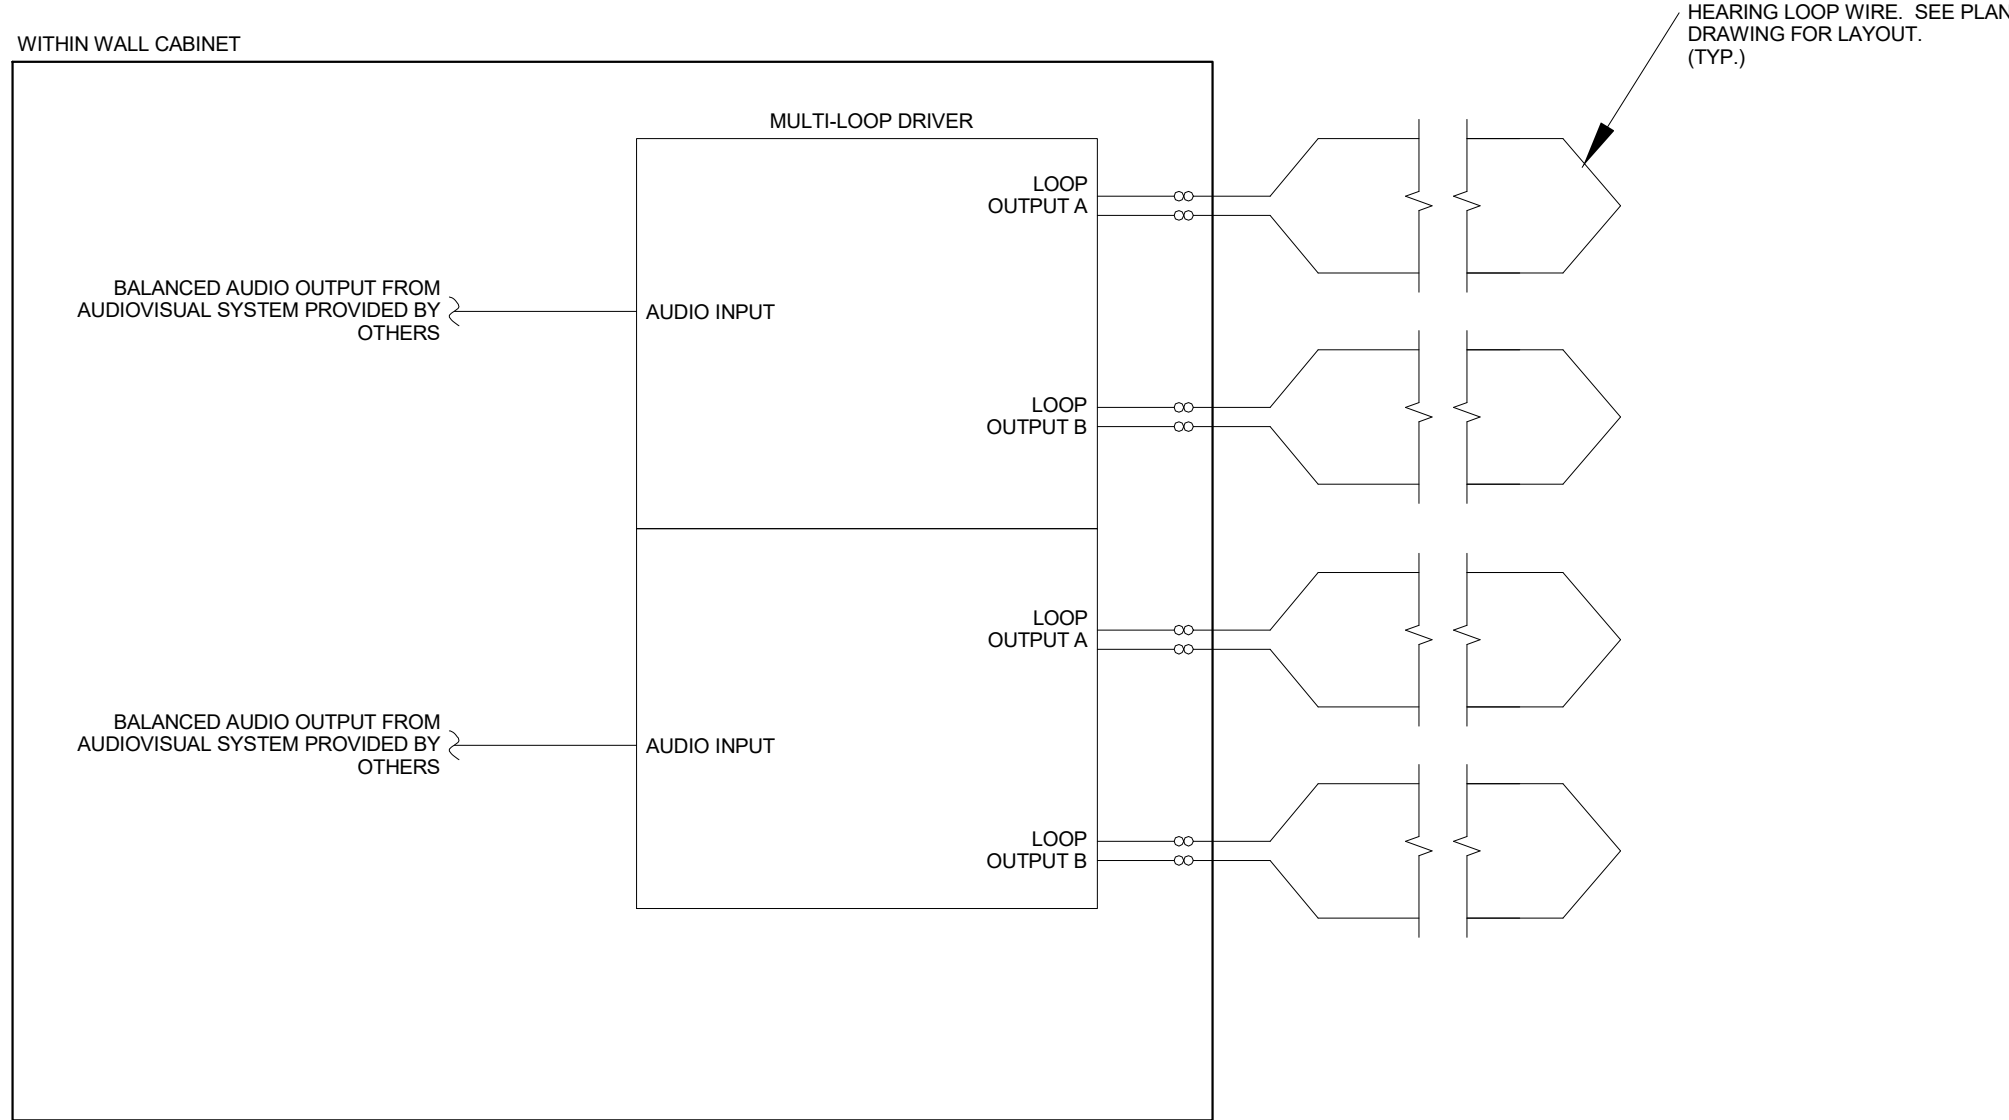 HEARING LOOP WIRE. SEE PLAN
DRAWING FOR LAYOUT.
(TYP.)
WITHIN WALL CABINET
MULTI-LOOP DRIVER
LOOP
OUTPUT A
BALANCED AUDIO OUTPUT FROM
AUDIOVISUAL SYSTEM PROVIDED BY
OTHERS
AUDIO INPUT
LOOP
OUTPUT B
LOOP
OUTPUT A
BALANCED AUDIO OUTPUT FROM
AUDIOVISUAL SYSTEM PROVIDED BY
OTHERS
AUDIO INPUT
LOOP
OUTPUT B